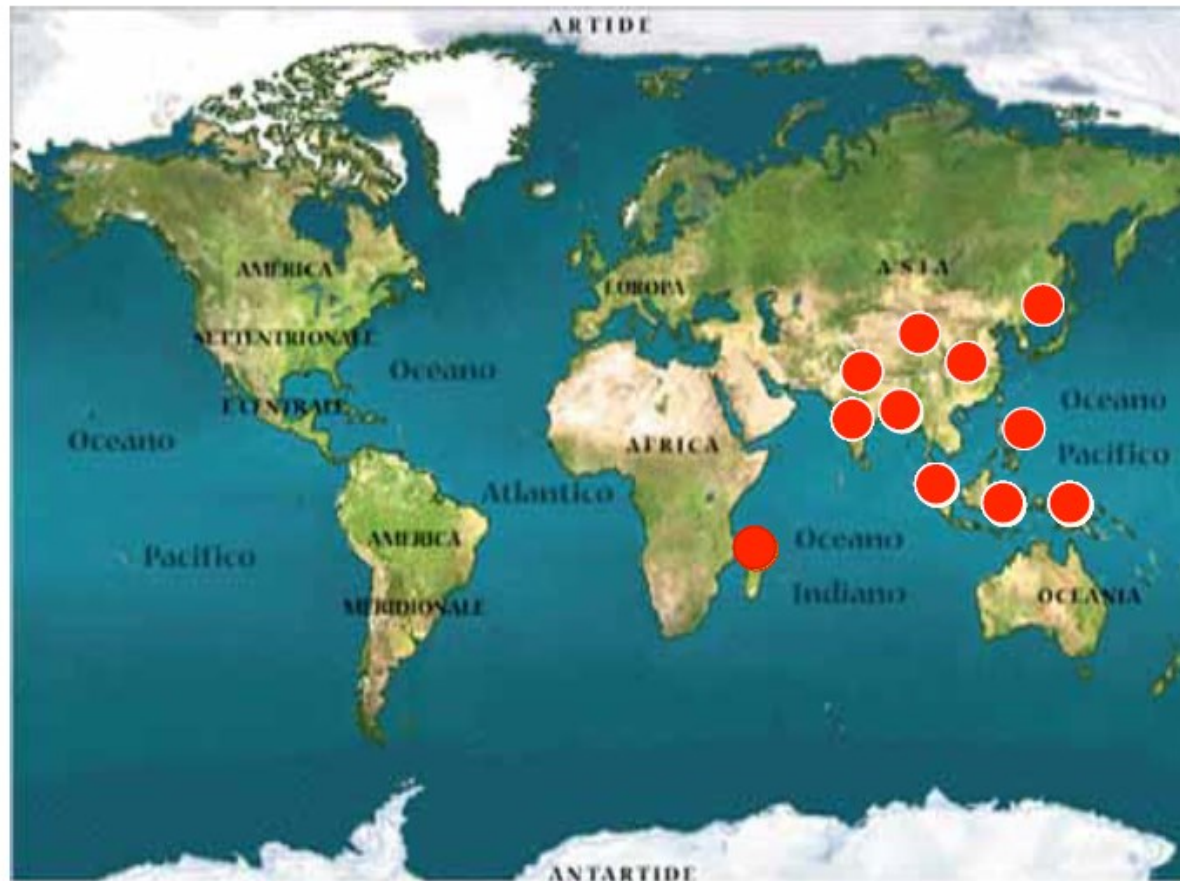 ARTIDE
AMERICA
SETTENTRIONALE
E CENTRALE
EUROPA
ASIA
Oceano
Atlantico
Oceano
Pacifico
AFRICA
Oceano
Pacifico
AMERICA
MERIDIONALE
Oceano
Indiano
OCEANIA
ANTARTIDE